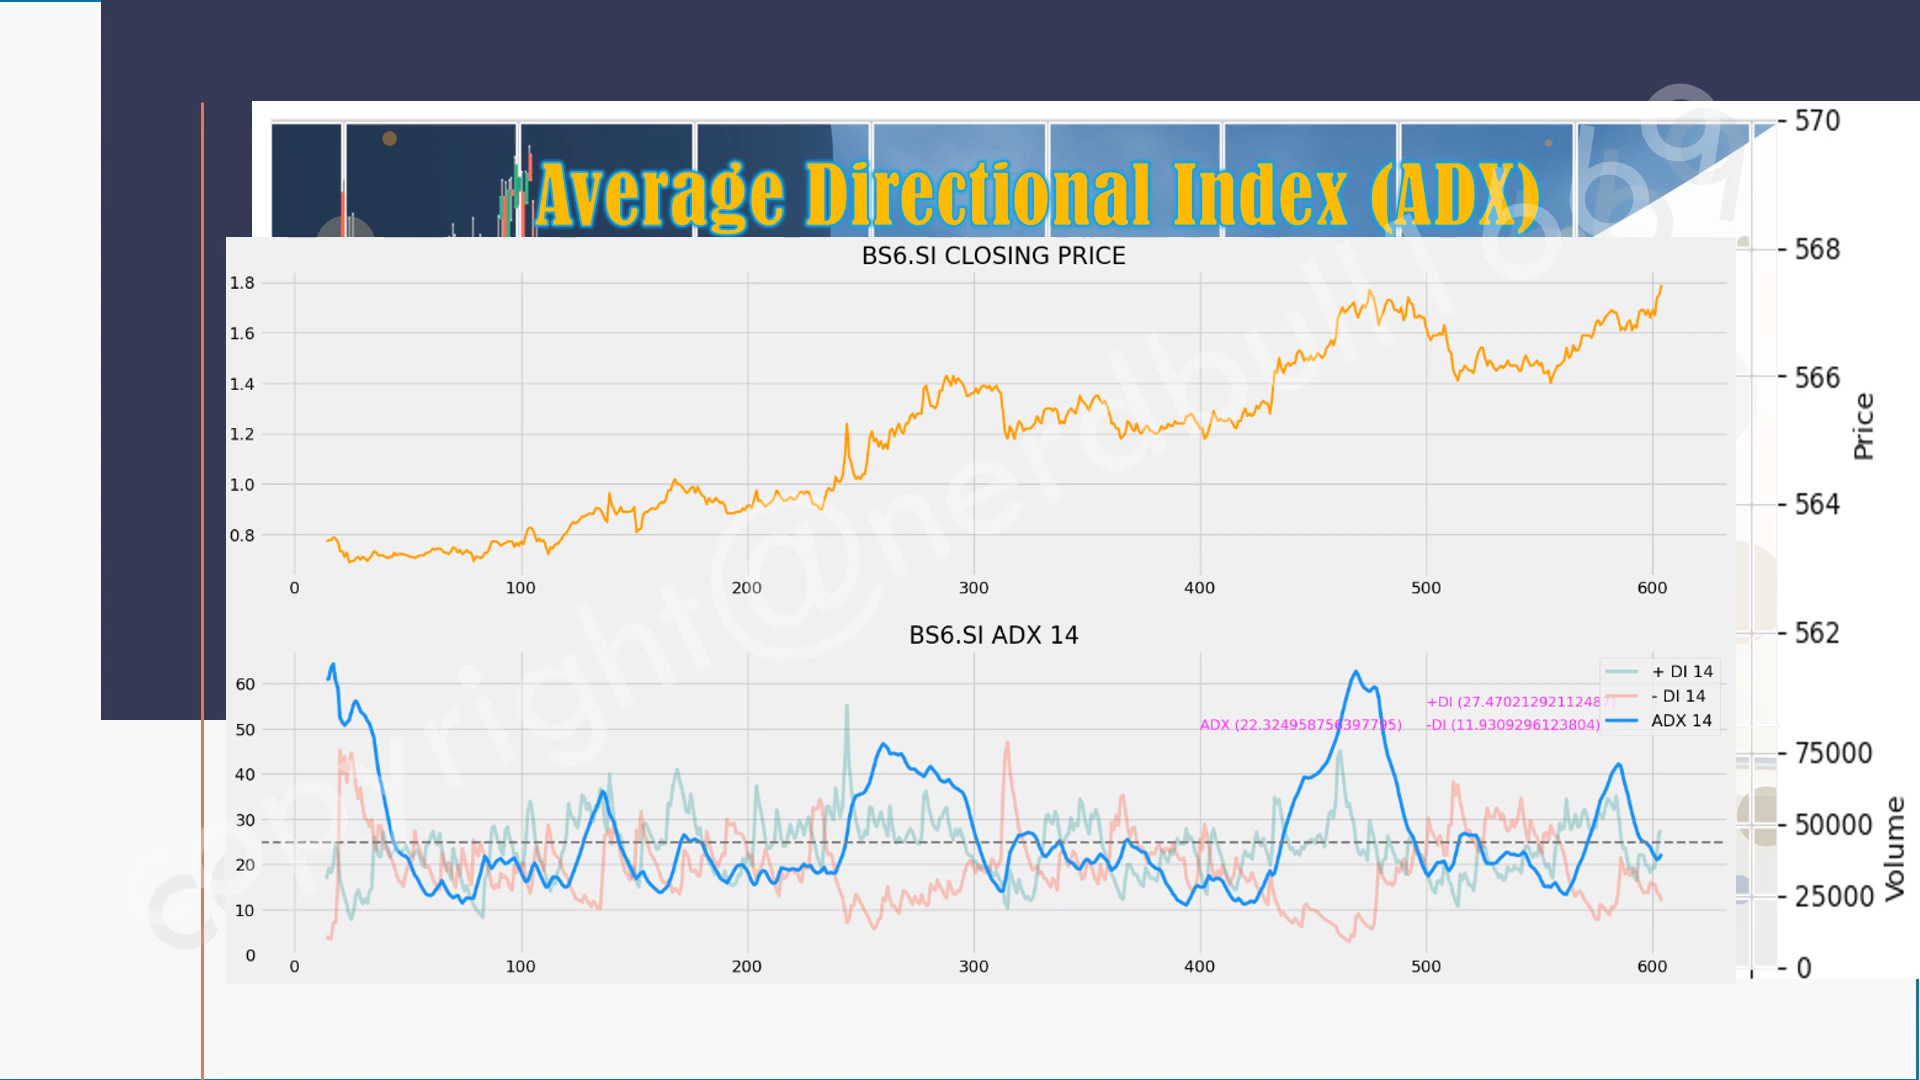 Average Directional Index (ADX)
BS6.SI CLOSING PRICE
1.8
1.6
1.4
1.2
1.0
0.8
0 100 200 300 400 500 600
BS6.SI ADX 14
60
50
40
30
20
10
0
0 100 200 300 400 500 600
+ DI 14
- DI 14
ADX 14
+DI (27.4702129211248
ADX (22.324958756397795) -DI (11.9309296123804)
570
568
566
564
562
Price
75000
50000
25000
0
Volume
copyright@nerdbull1069